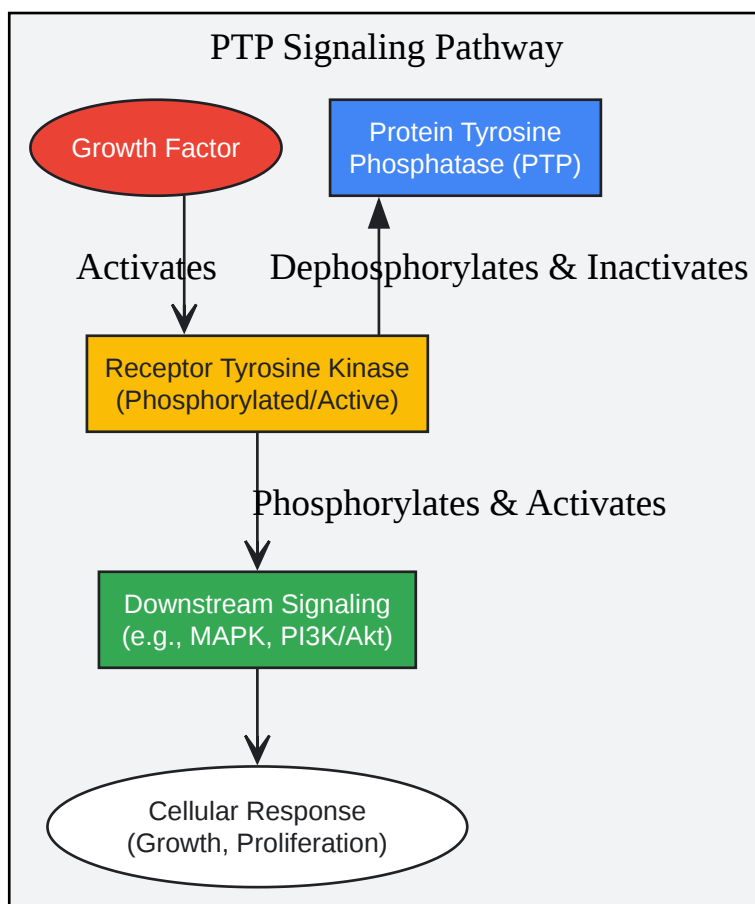 PTP Signaling Pathway
Growth Factor
Protein Tyrosine
Phosphatase (PTP)
Activates
Dephosphorylates & Inactivates
Receptor Tyrosine Kinase
(Phosphorylated/Active)
Phosphorylates & Activates
Downstream Signaling
(e.g., MAPK, PI3K/Akt)
Cellular Response
(Growth, Proliferation)